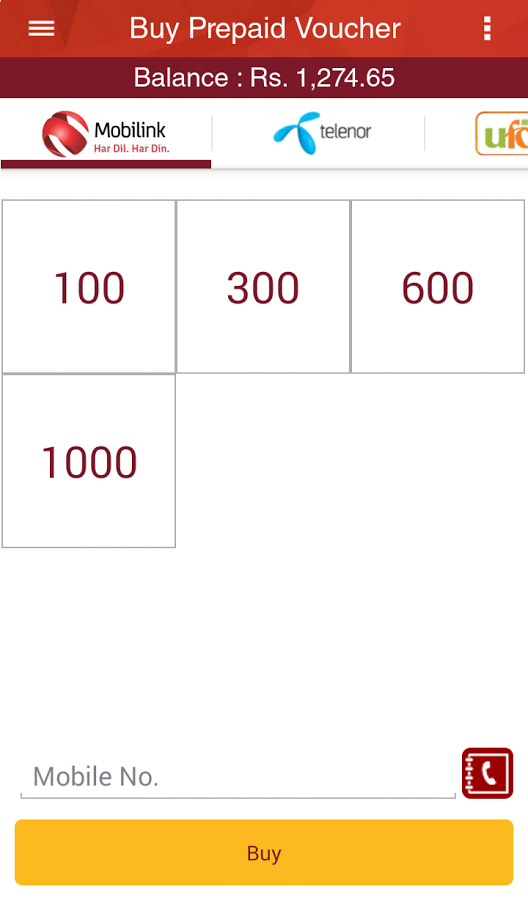 Buy Prepaid Voucher
Balance : Rs. 1,274.65
Mobilink
Har Dil. Har Din.
telenor
100
300
600
1000
Mobile No.
Buy